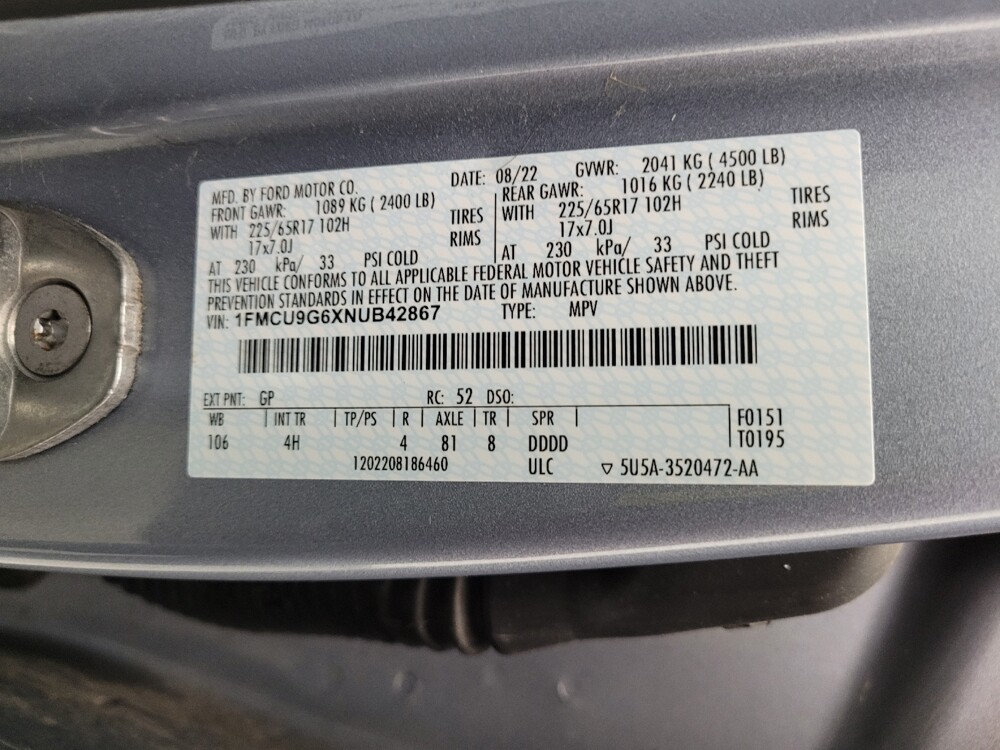 MFD. BY FORD MOTOR CO. DATE: 08/22 GVWR: 2041 KG ( 4500 LB)
FRONT GAWR: 1089 KG ( 2400 LB) REAR GAWR: 1016 KG ( 2240 LB)
WITH 225/65R17 102H TIRES WITH 225/65R17 102H TIRES
17x7.0J RIMS 17x7.0J RIMS
AT 230 kPa/ 33 PSI COLD AT 230 kPa/ 33 PSI COLD
THIS VEHICLE CONFORMS TO ALL APPLICABLE FEDERAL MOTOR VEHICLE SAFETY AND THEFT
PREVENTION STANDARDS IN EFFECT ON THE DATE OF MANUFACTURE SHOWN ABOVE.
VIN: 1FMCU9G6XNUB42867 TYPE: MPV
EXT PNT: GP RC: 52 DSO:
WB INT TR TP/PS R AXLE TR SPR F0151
106 4H 4 81 8 DDDD T0195
1202208186460 ULC ▽ 5U5A-3520472-AA